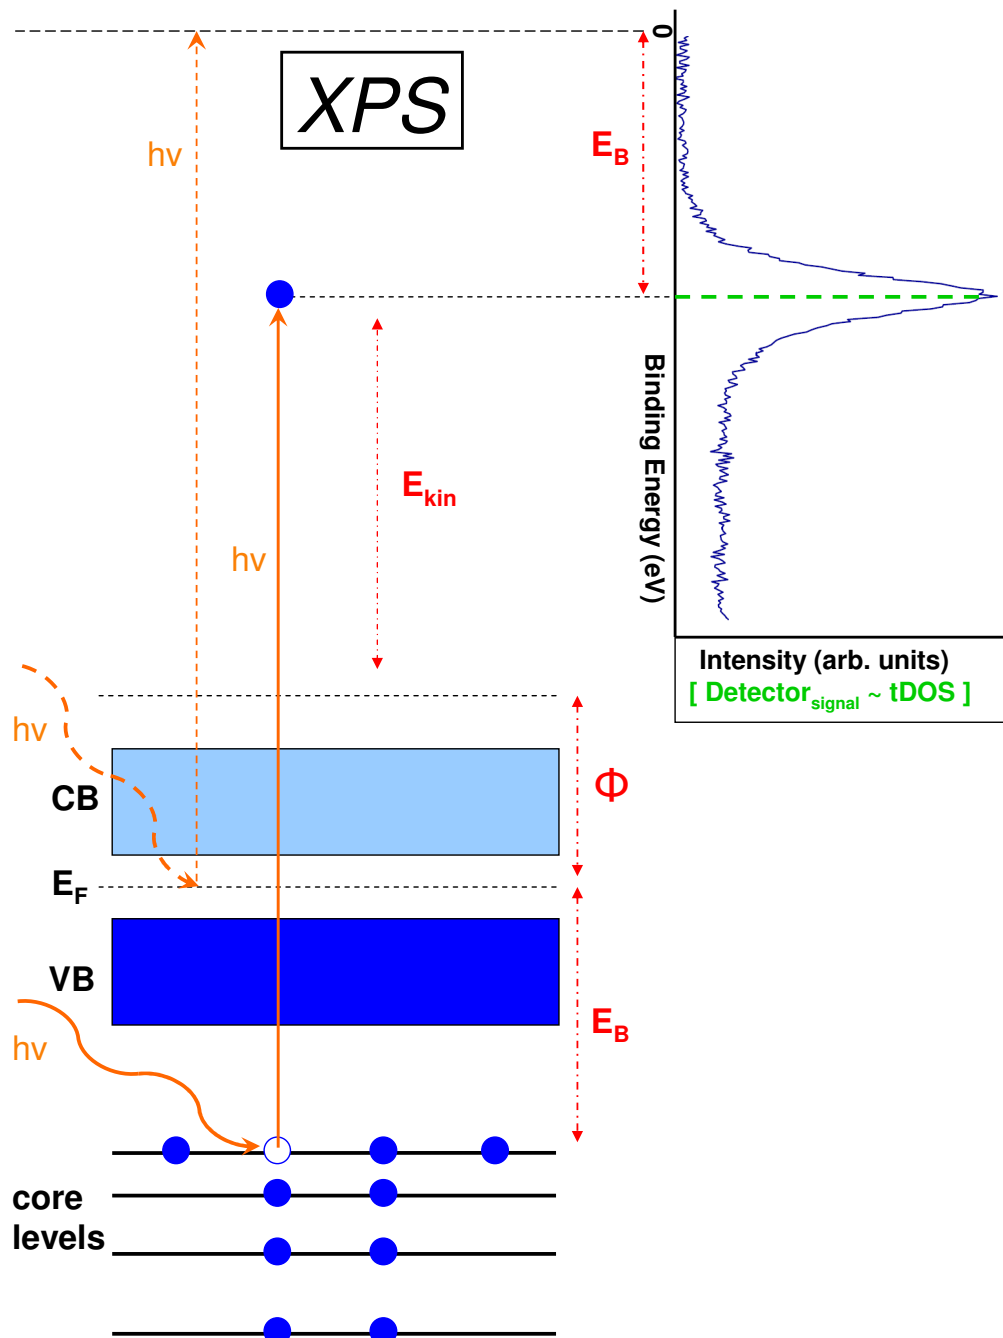 0
XPS
hν
E_B
Binding Energy (eV)
E_kin
hν
Intensity (arb. units)
[ Detector_signal ~ tDOS ]
hν
CB
Φ
E_F
VB
E_B
hν
core
levels